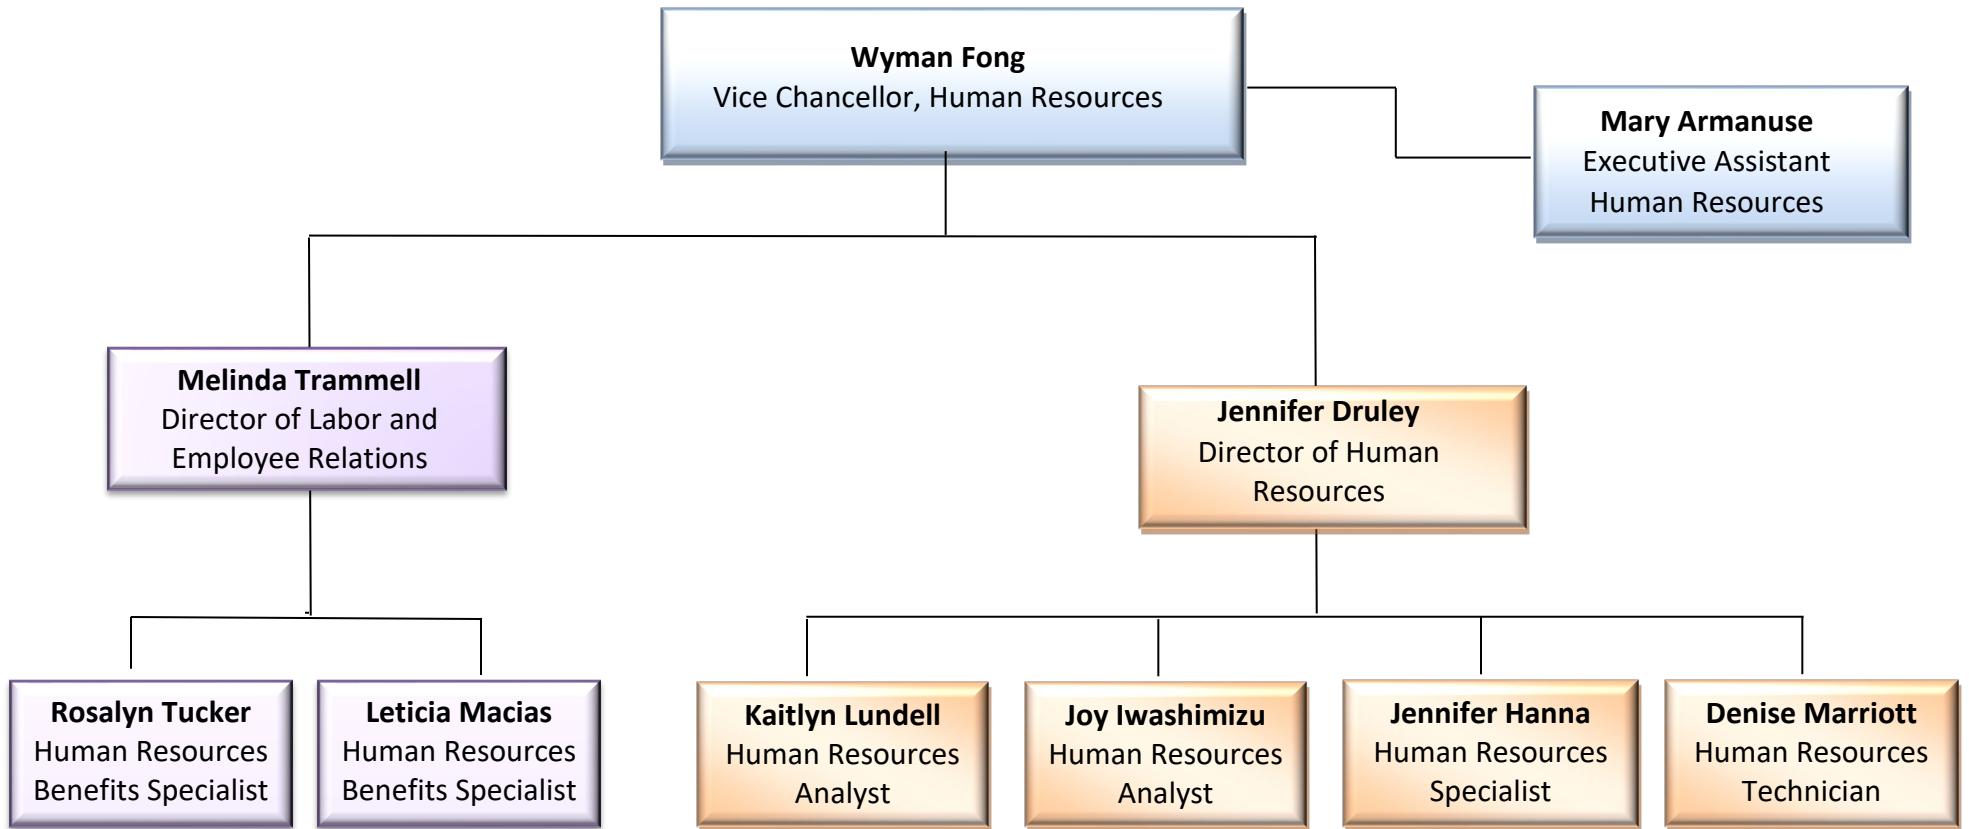 Wyman Fong
Vice Chancellor, Human Resources
Mary Armanuse
Executive Assistant
Human Resources
Melinda Trammell
Director of Labor and
Employee Relations
Jennifer Druley
Director of Human
Resources
Rosalyn Tucker
Human Resources
Benefits Specialist
Leticia Macias
Human Resources
Benefits Specialist
Kaitlyn Lundell
Human Resources
Analyst
Joy Iwashimizu
Human Resources
Analyst
Jennifer Hanna
Human Resources
Specialist
Denise Marriott
Human Resources
Technician